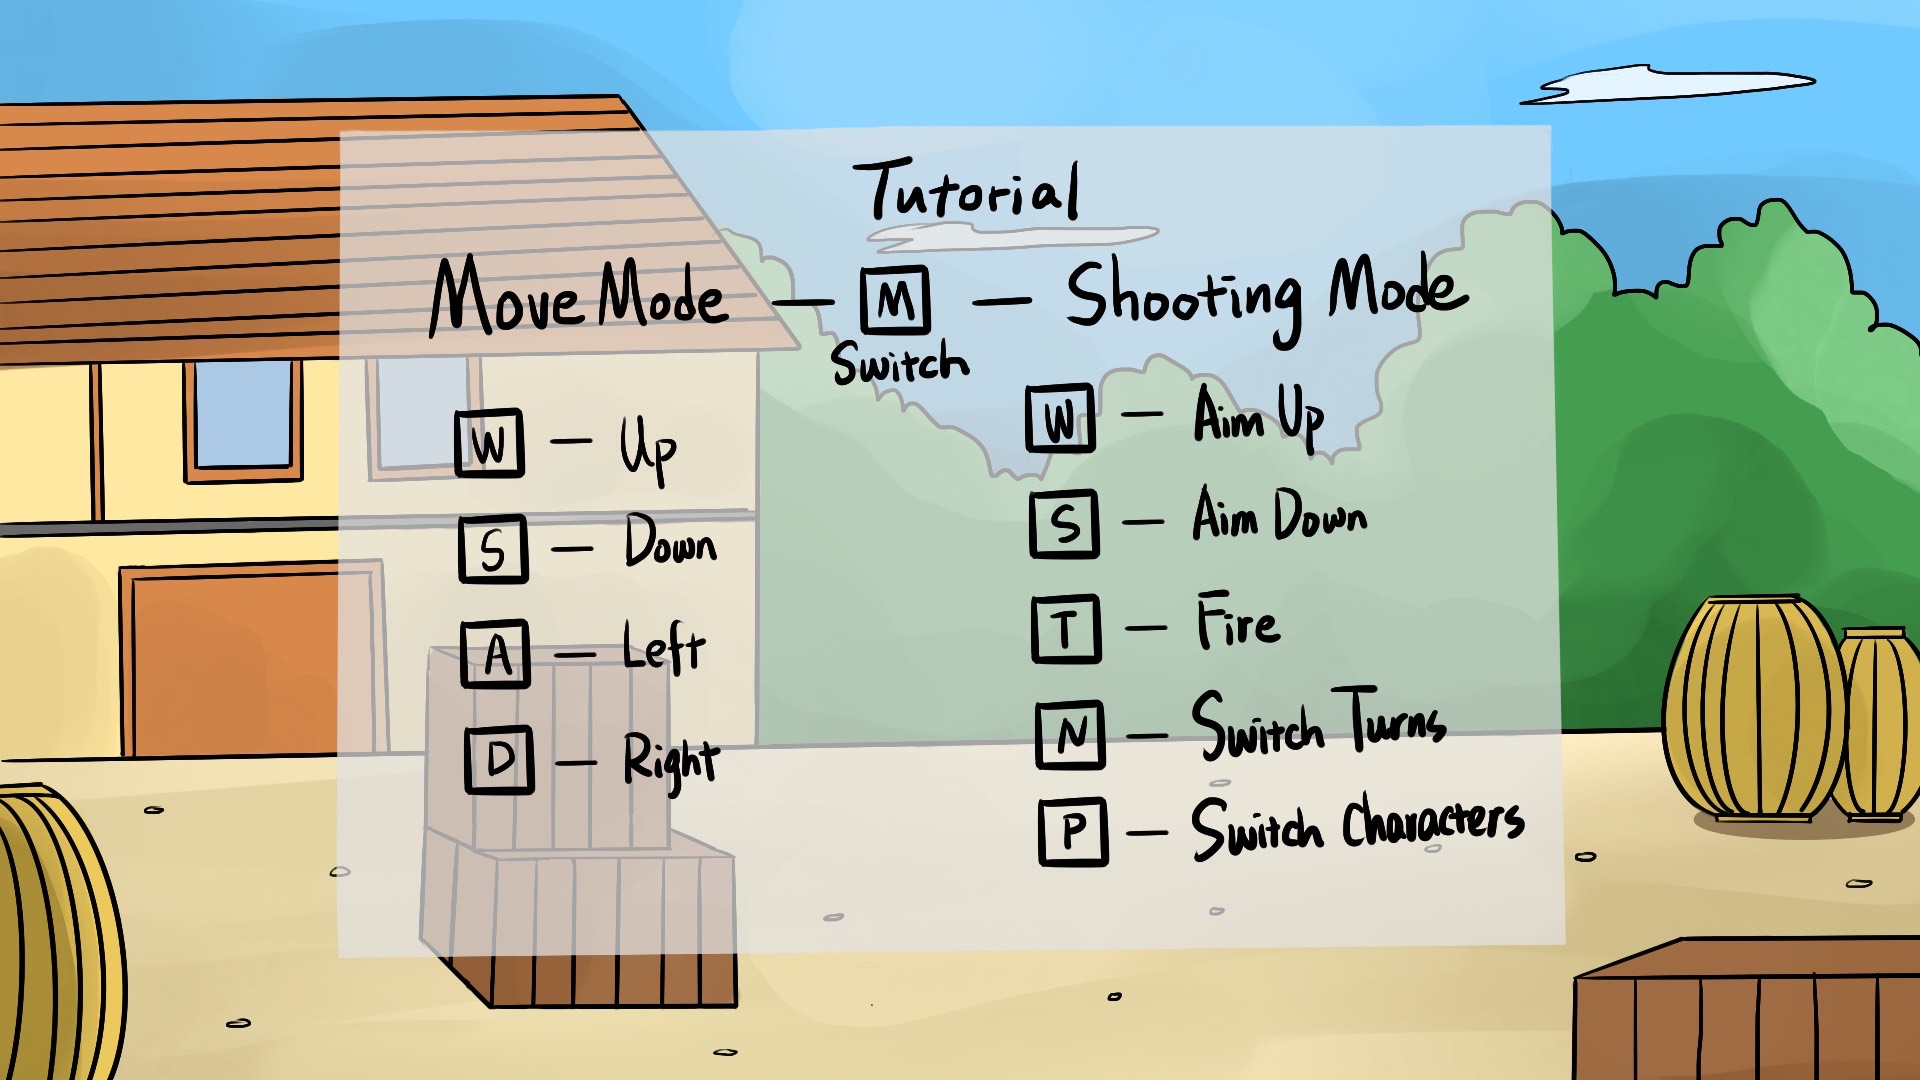 Tutorial
Move Mode — M — Shooting Mode
Switch
W — Up
S — Down
A — Left
D — Right
W — Aim Up
S — Aim Down
T — Fire
N — Switch Turns
P — Switch Characters